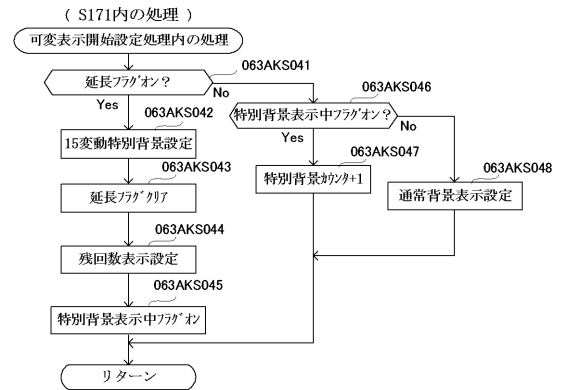 ( S171内の処理 )
可変表示開始設定処理内の処理
063AKS041
延長フラグオン？
No
Yes
063AKS046
特別背景表示中フラグオン？
No
Yes
063AKS042
15変動特別背景設定
063AKS047
特別背景カウンタ+1
063AKS048
通常背景表示設定
063AKS043
延長フラグクリア
063AKS044
残回数表示設定
063AKS045
特別背景表示中フラグオン
リターン